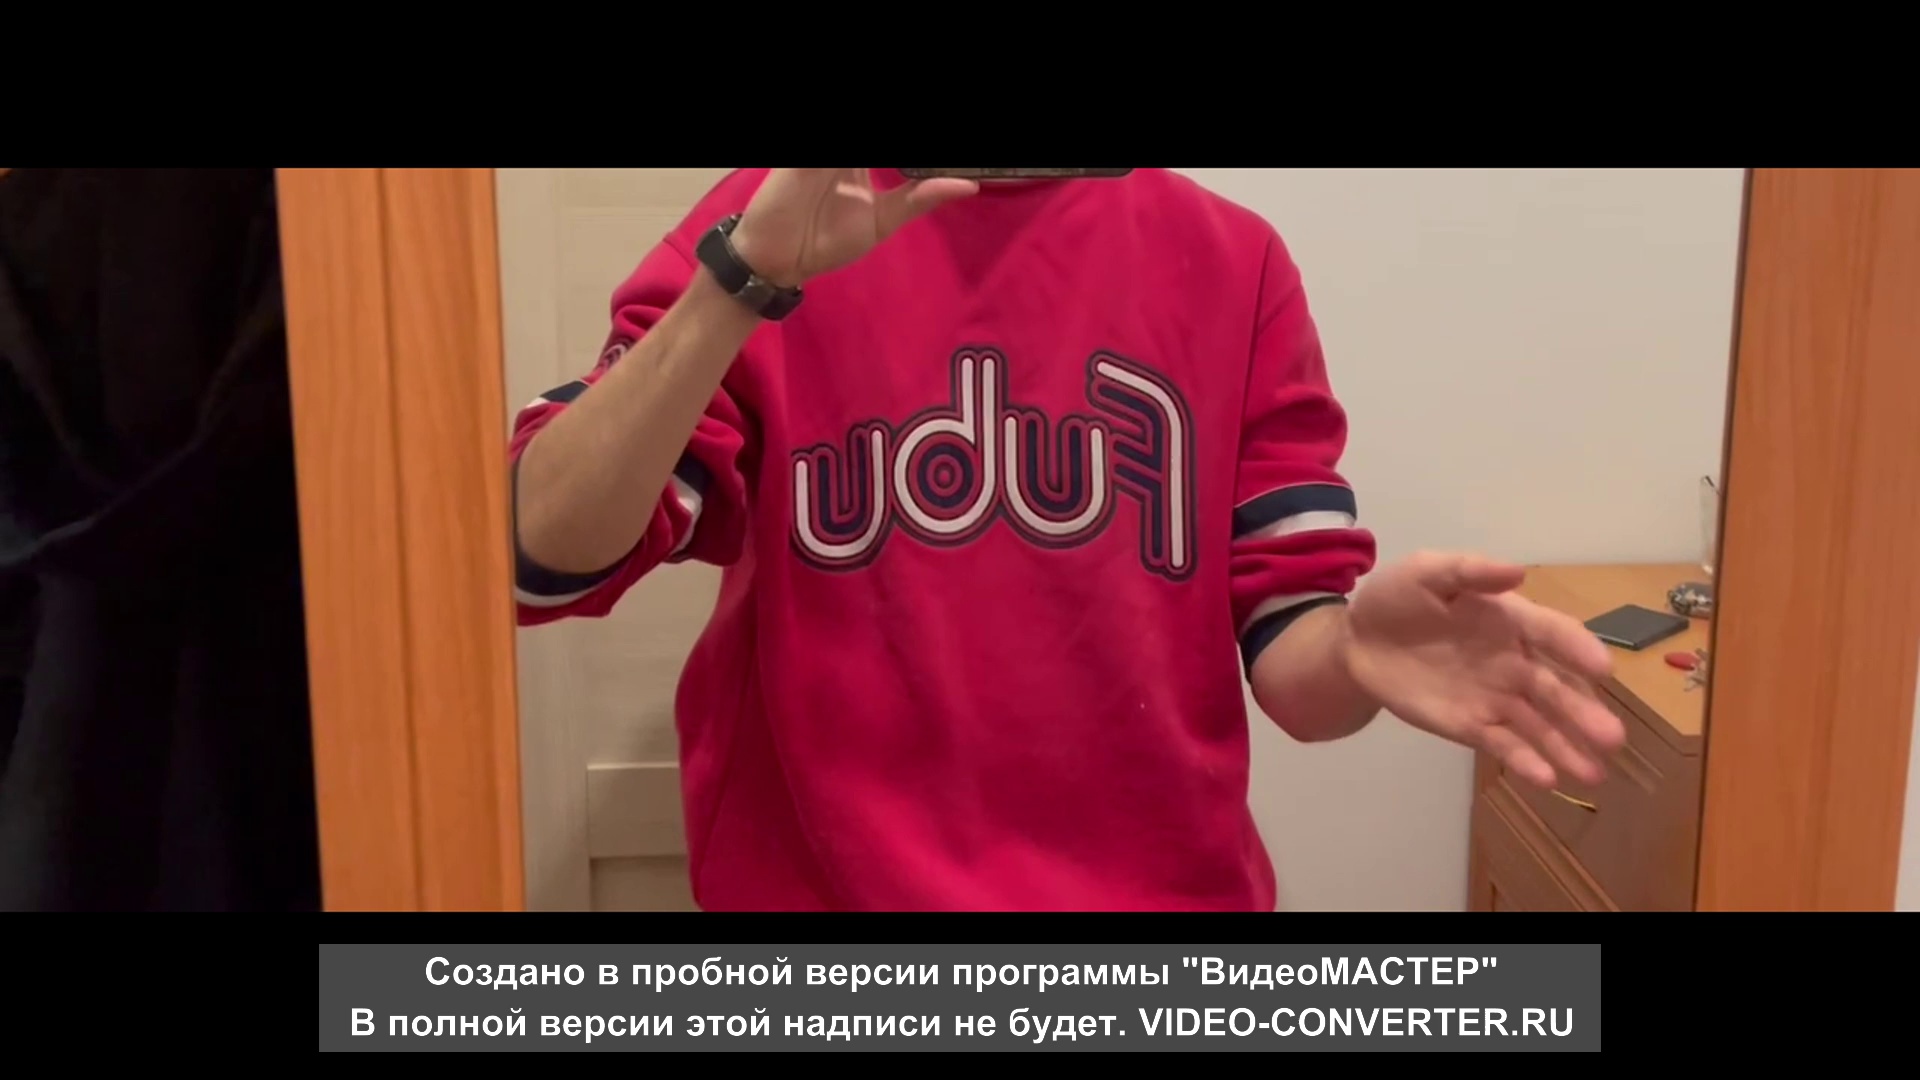 Fubu
Создано в пробной версии программы "ВидеоМАСТЕР"
В полной версии этой надписи не будет. VIDEO-CONVERTER.RU